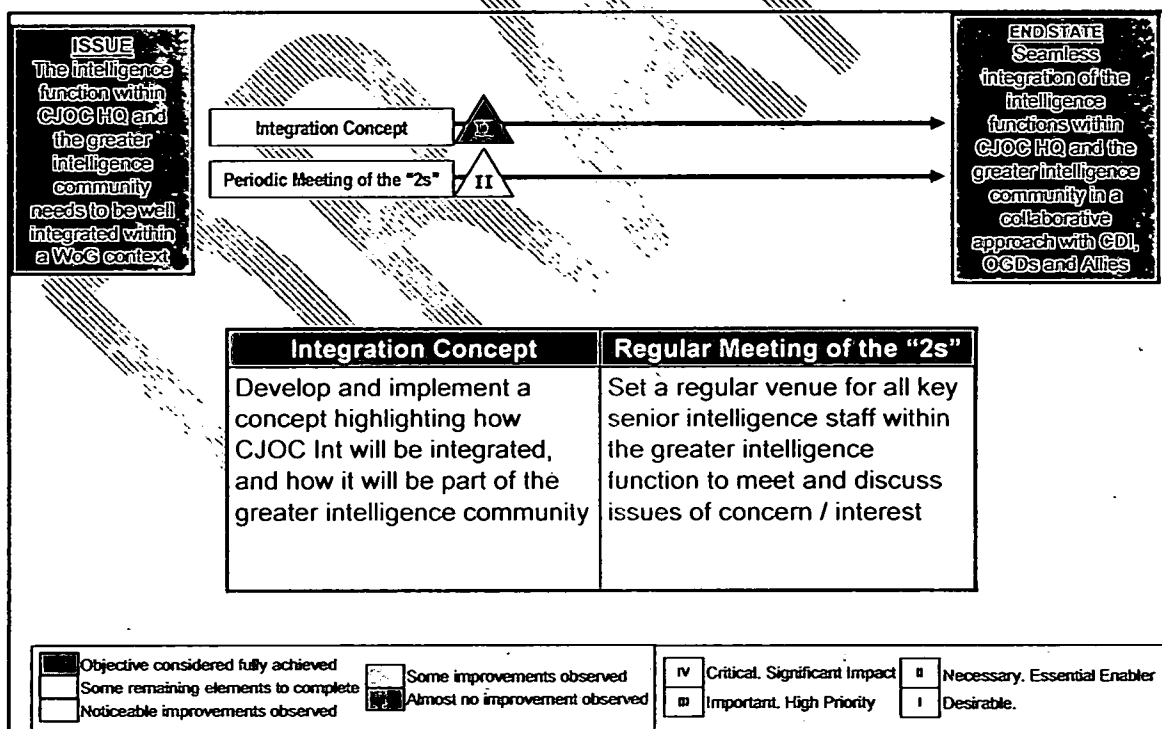 ISSUE
The intelligence
function within
CJOC HQ and
the greater
intelligence
community
needs to be well
integrated within
a WoG context
Integration Concept
Periodic Meeting of the "2s"
II
END STATE
Seamless
integration of the
intelligence
functions within
CJOC HQ and the
greater intelligence
community in a
collaborative
approach with CDI,
OGDs and Allies
Integration Concept
Develop and implement a
concept highlighting how
CJOC Int will be integrated,
and how it will be part of the
greater intelligence community
Regular Meeting of the "2s"
Set a regular venue for all key
senior intelligence staff within
the greater intelligence
function to meet and discuss
issues of concern / interest
Objective considered fully achieved
Some remaining elements to complete
Noticeable improvements observed
Some improvements observed
Almost no improvement observed
IV Critical. Significant Impact
III Important. High Priority
II Necessary. Essential Enabler
I Desirable.